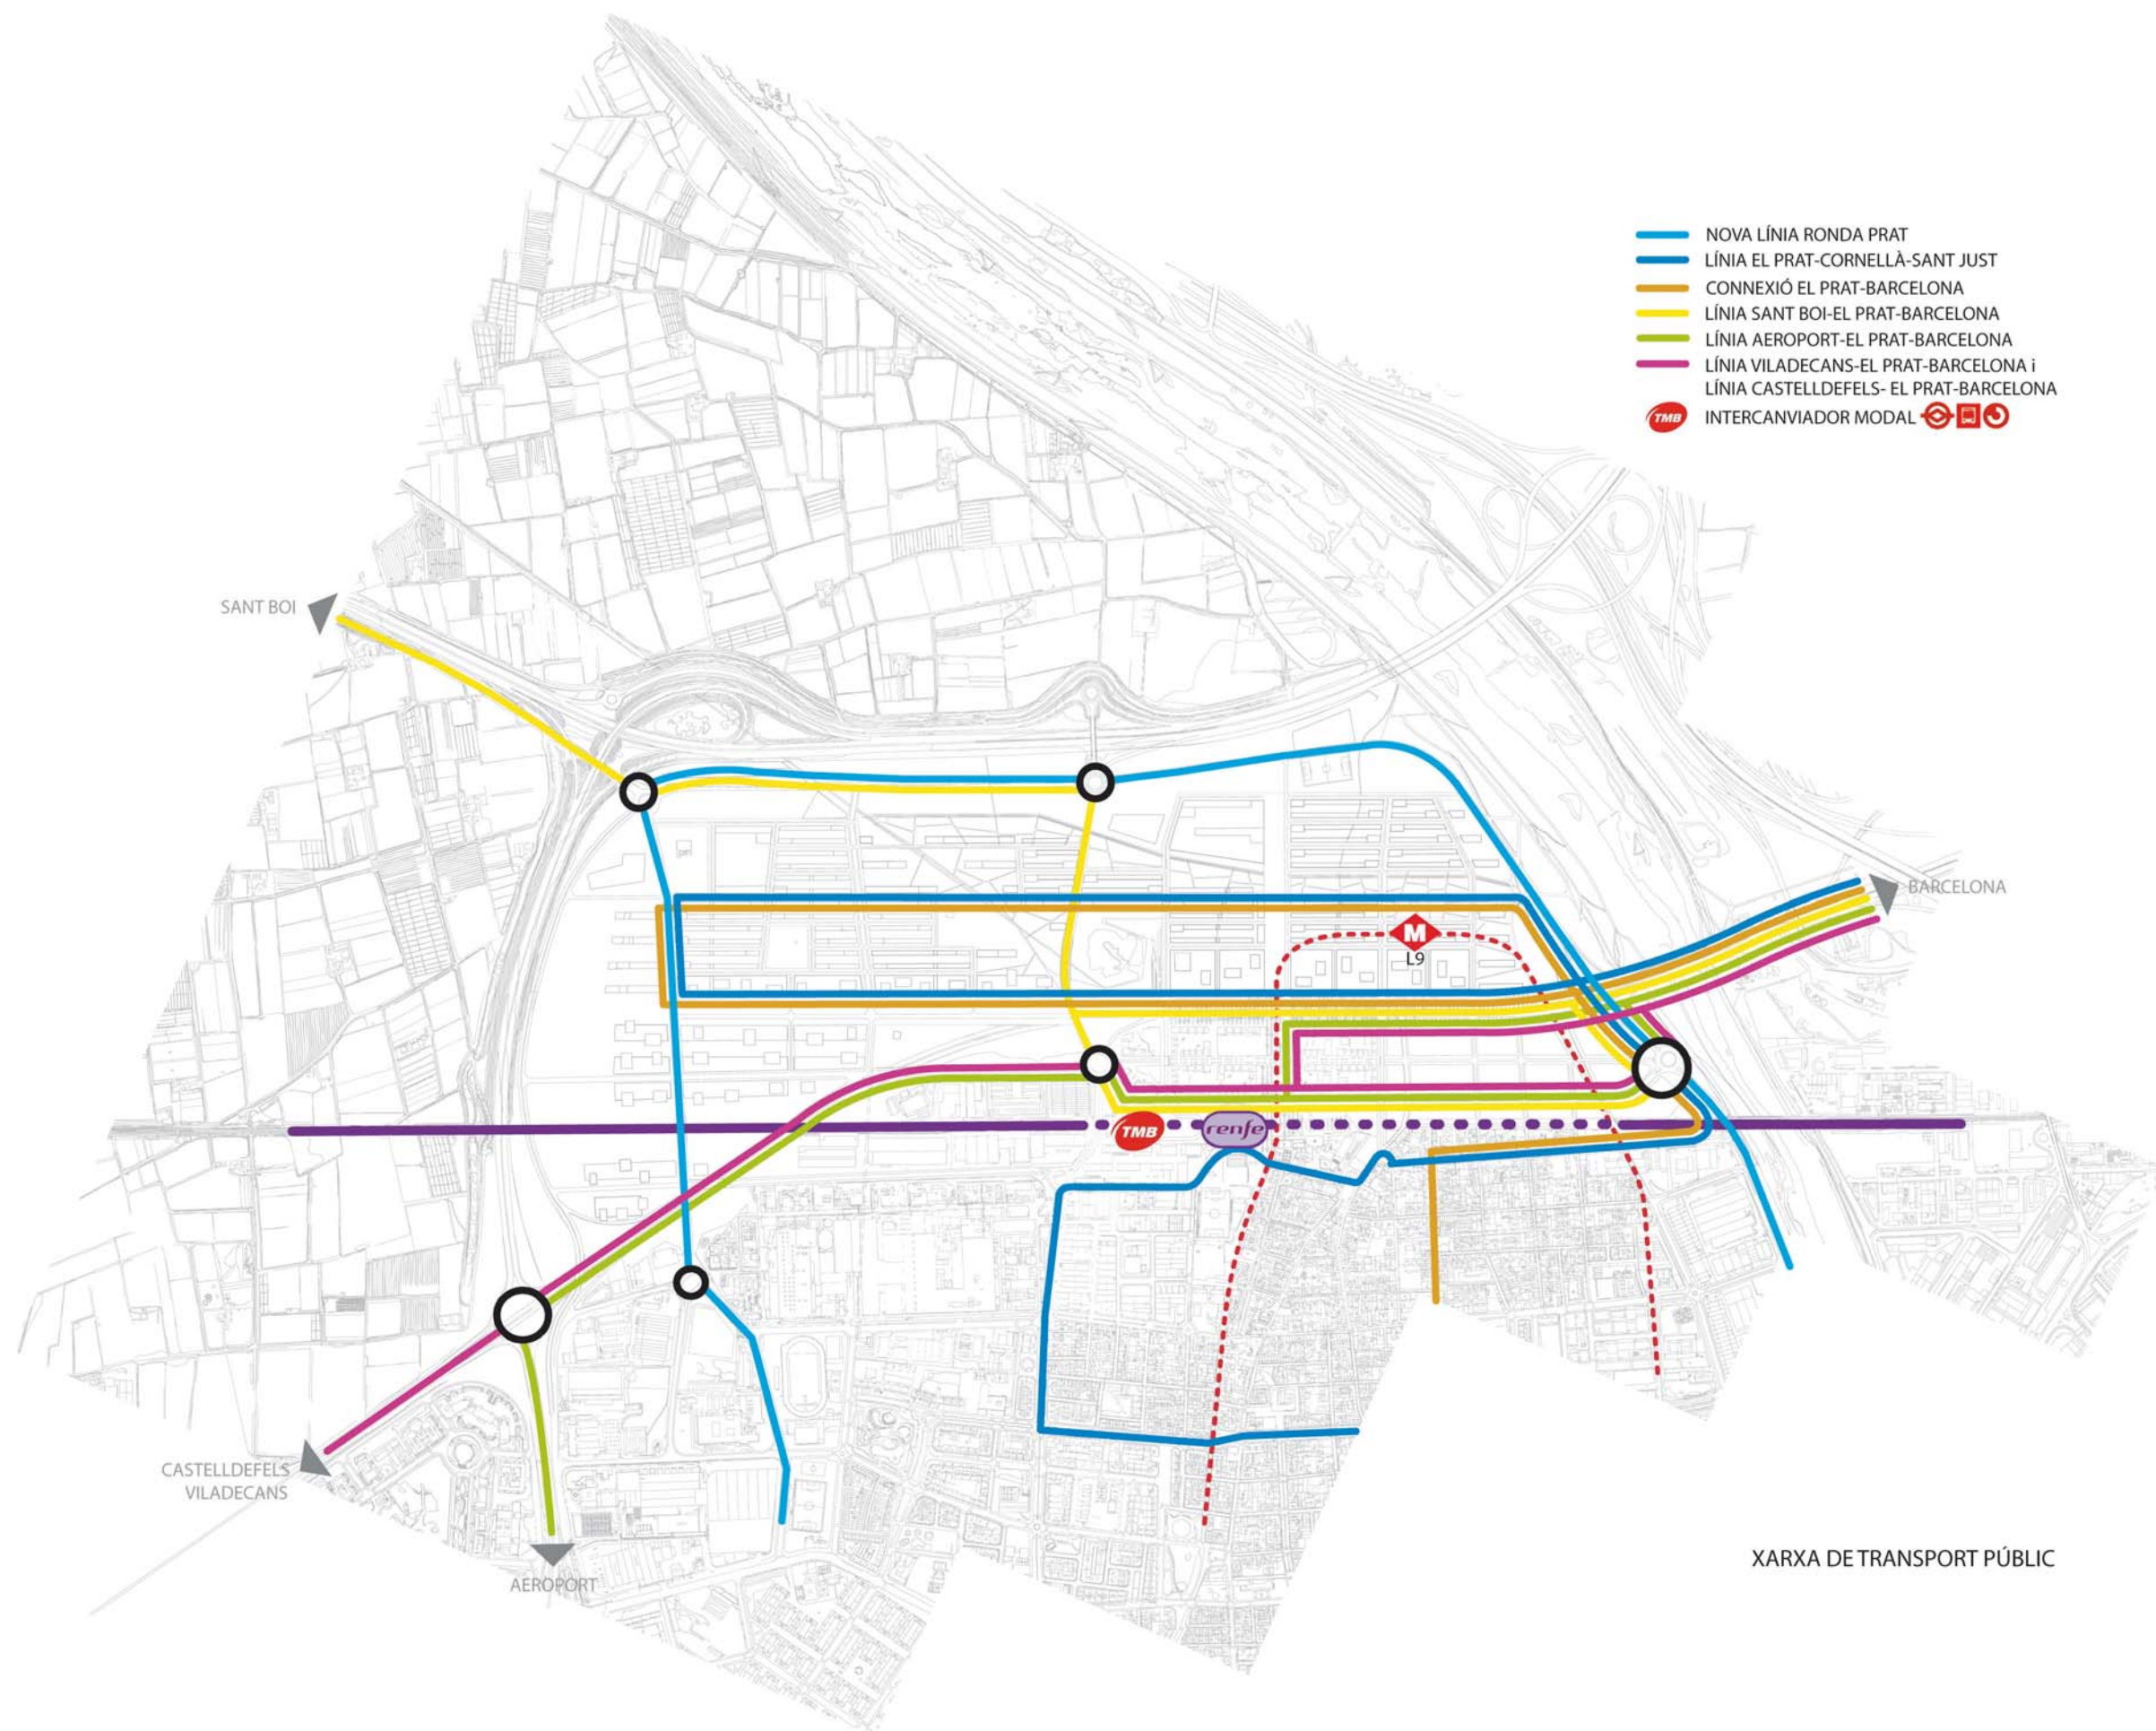 NOVA LÍNIA RONDA PRAT
LÍNIA EL PRAT-CORNELLÀ-SANT JUST
CONNEXIÓ EL PRAT-BARCELONA
LÍNIA SANT BOI-EL PRAT-BARCELONA
LÍNIA AEROPORT-EL PRAT-BARCELONA
LÍNIA VILADECANS-EL PRAT-BARCELONA i
LÍNIA CASTELLDEFELS- EL PRAT-BARCELONA
TMB INTERCANVIADOR MODAL
SANT BOI
BARCELONA
M
L9
TMB
renfe
CASTELLDEFELS
VILADECANS
AEROPORT
XARXA DE TRANSPORT PÚBLIC